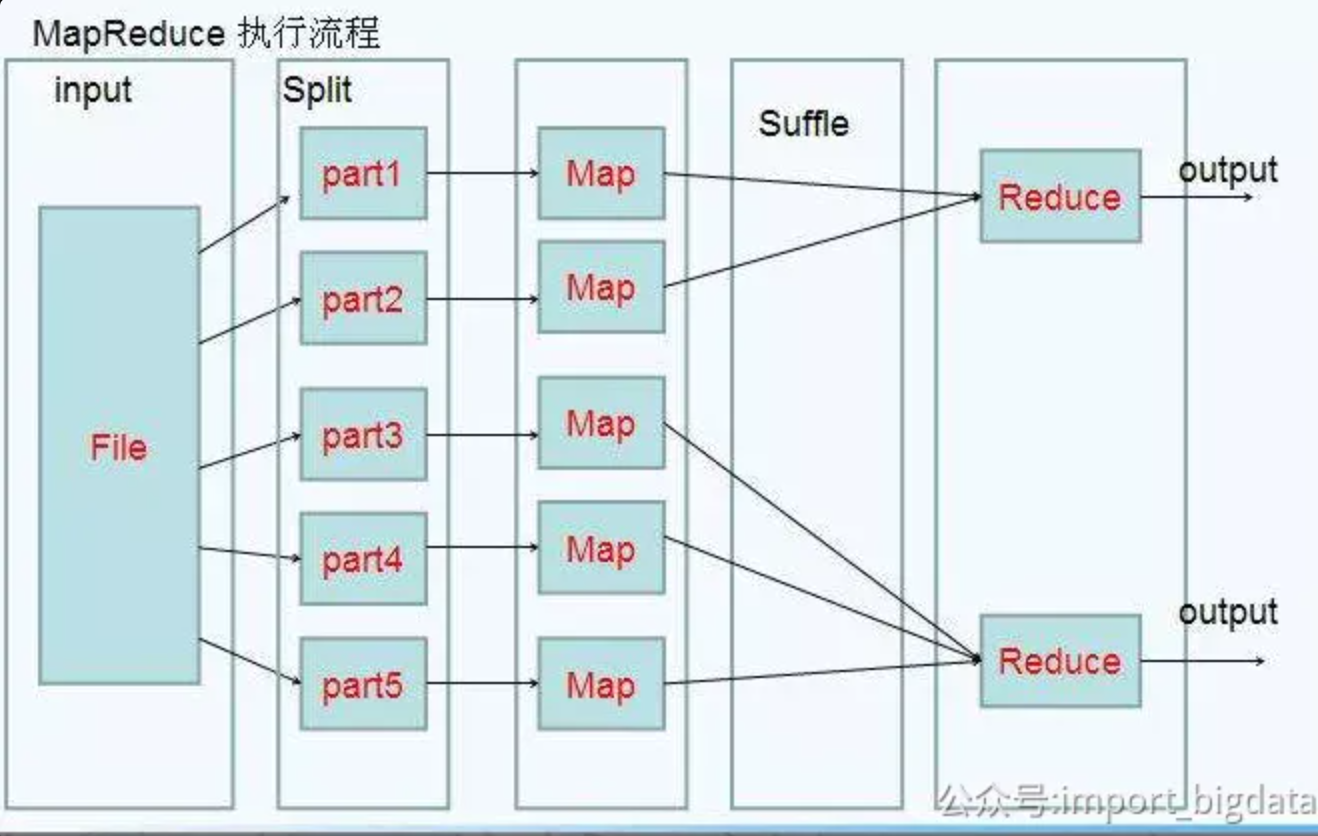 MapReduce 执行流程
input
Split
Suffle
File
part1
part2
part3
part4
part5
Map
Map
Map
Map
Map
Reduce
output
Reduce
output
公众号:import_bigdata